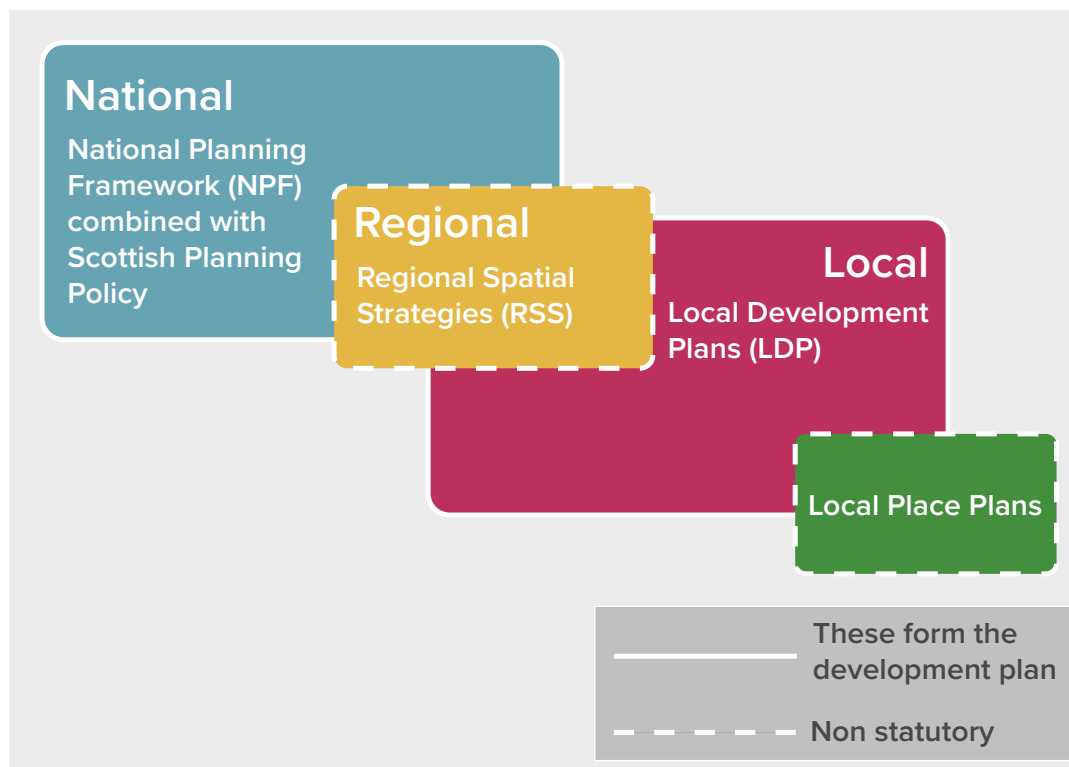 National
National Planning
Framework (NPF)
combined with
Scottish Planning
Policy
Regional
Regional Spatial
Strategies (RSS)
Local
Local Development
Plans (LDP)
Local Place Plans
These form the
development plan
Non statutory